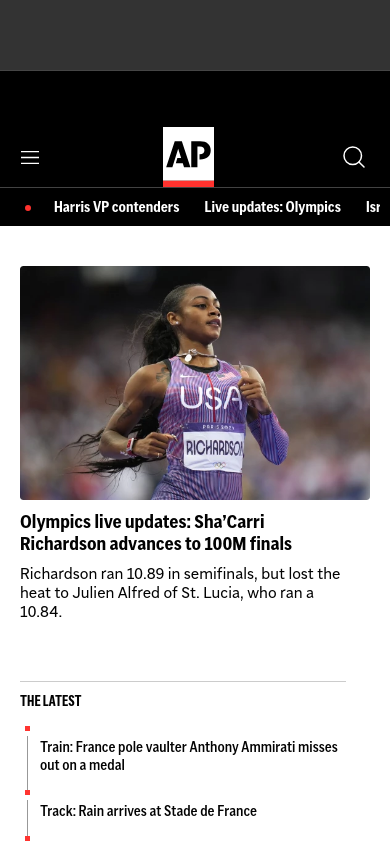 AP
Harris VP contenders
Live updates: Olympics
Isr
USA
PARIS 2024
RICHARDSON
Olympics live updates: Sha’Carri
Richardson advances to 100M finals
Richardson ran 10.89 in semifinals, but lost the
heat to Julien Alfred of St. Lucia, who ran a
10.84.
THE LATEST
Train: France pole vaulter Anthony Ammirati misses
out on a medal
Track: Rain arrives at Stade de France